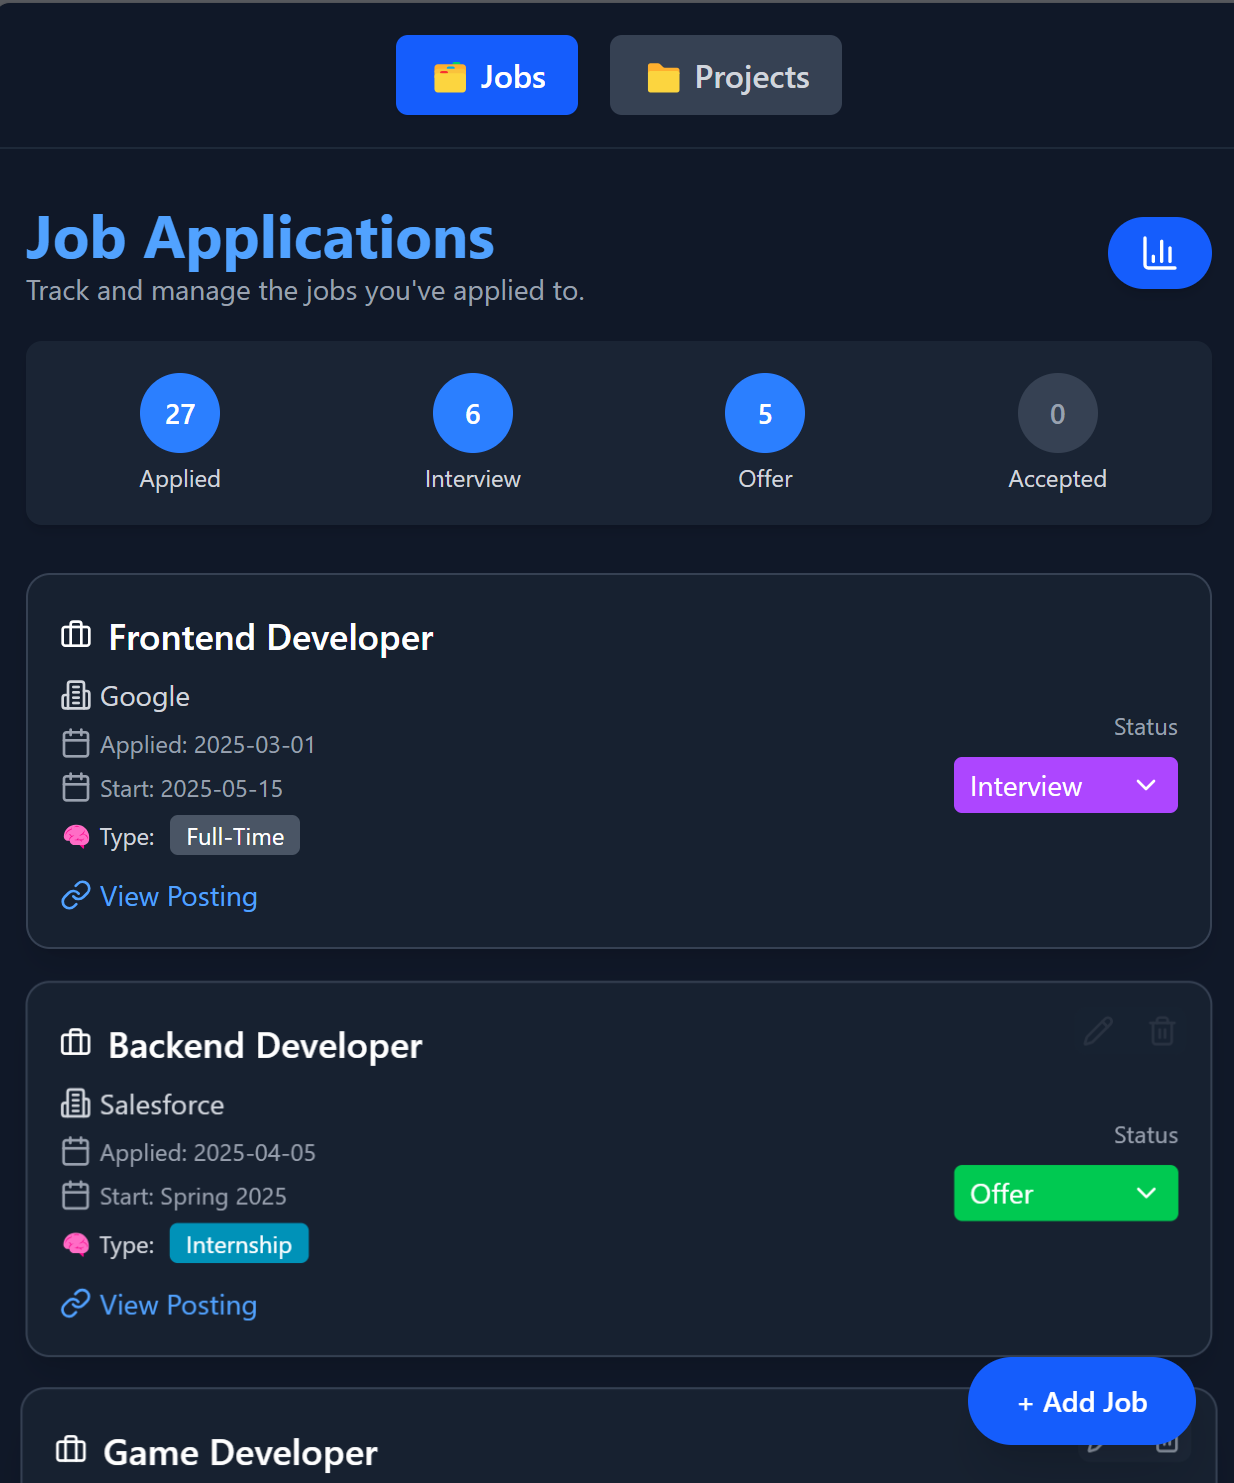 Jobs
Projects
Job Applications
Track and manage the jobs you've applied to.
27
Applied
6
Interview
5
Offer
0
Accepted
Frontend Developer
Google
Applied: 2025-03-01
Start: 2025-05-15
Type: Full-Time
View Posting
Status
Interview
Backend Developer
Salesforce
Applied: 2025-04-05
Start: Spring 2025
Type: Internship
View Posting
Status
Offer
+ Add Job
Game Developer